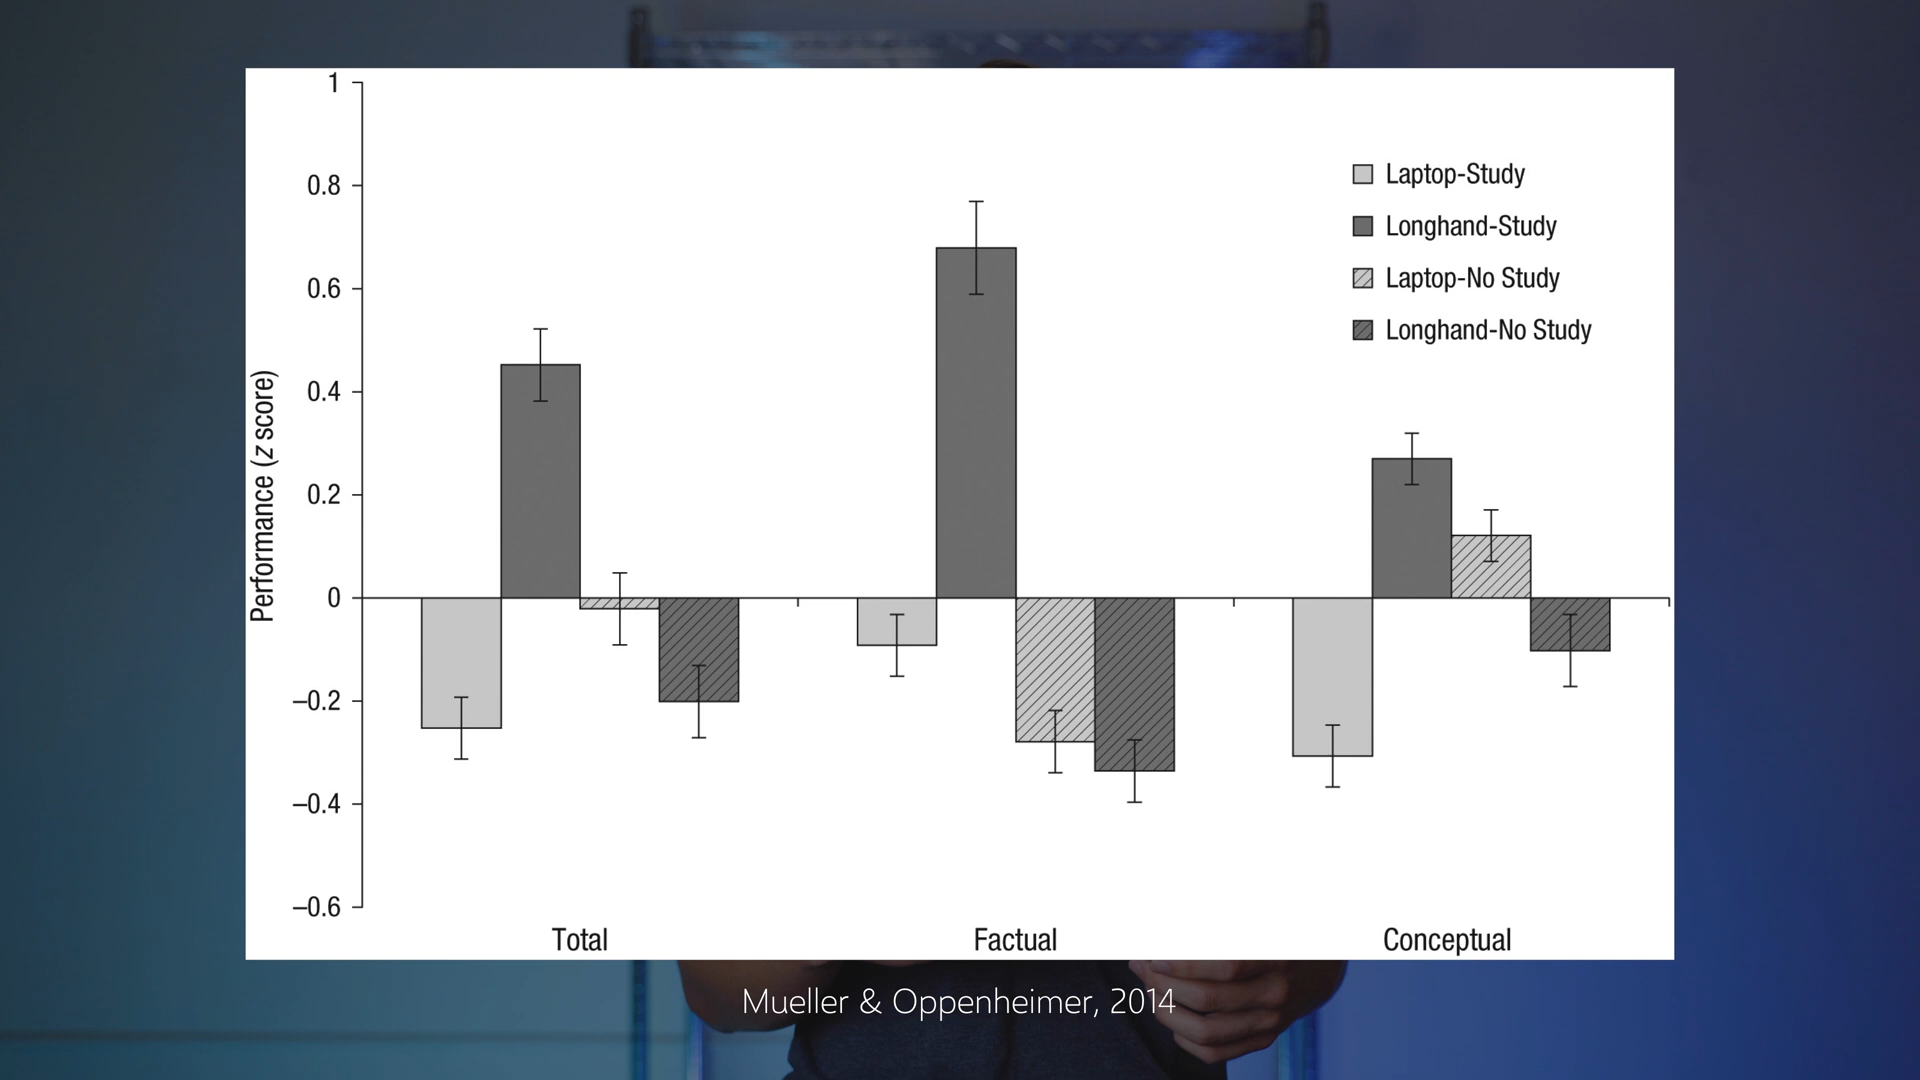 1
0.8
0.6
0.4
0.2
0
–0.2
–0.4
–0.6
Performance (z score)
Laptop-Study
Longhand-Study
Laptop-No Study
Longhand-No Study
Total Factual Conceptual
Mueller & Oppenheimer, 2014